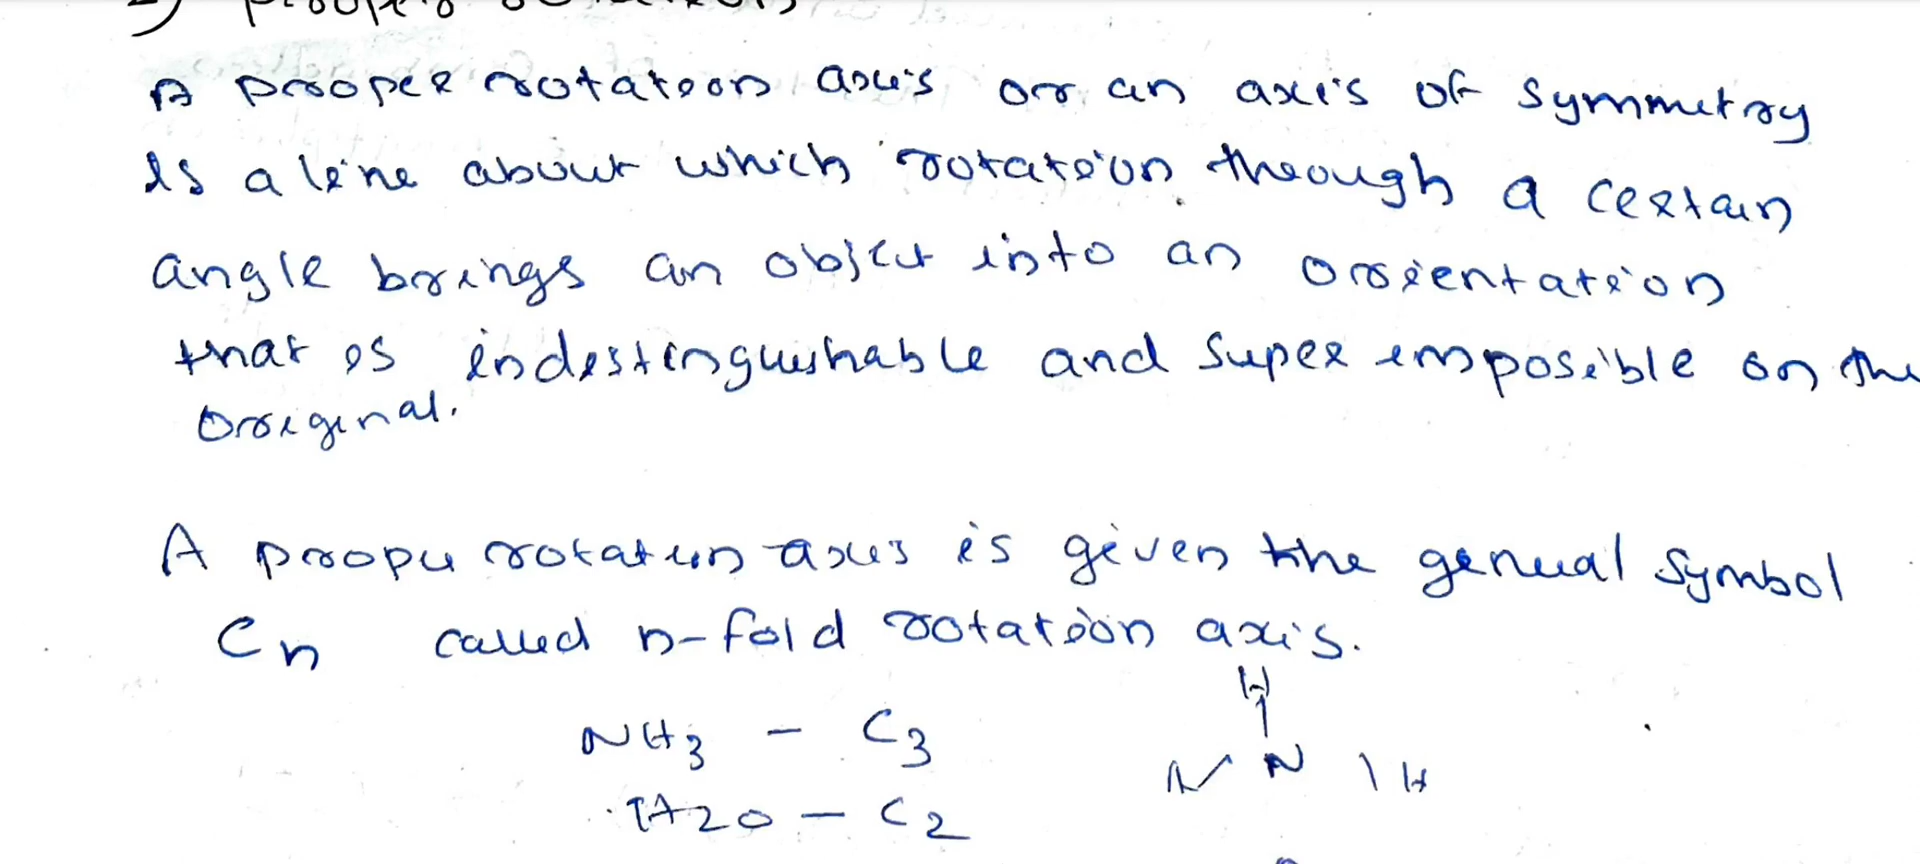 A proper rotation axis or an axis of symmetry
is a line about which rotation through a certain
angle brings an object into an orientation
that is indistinguishable and super imposible on the
original.
A proper rotation axis is given the general symbol
Cn called n-fold rotation axis.
H
NH3 - C3
N H
H2O - C2